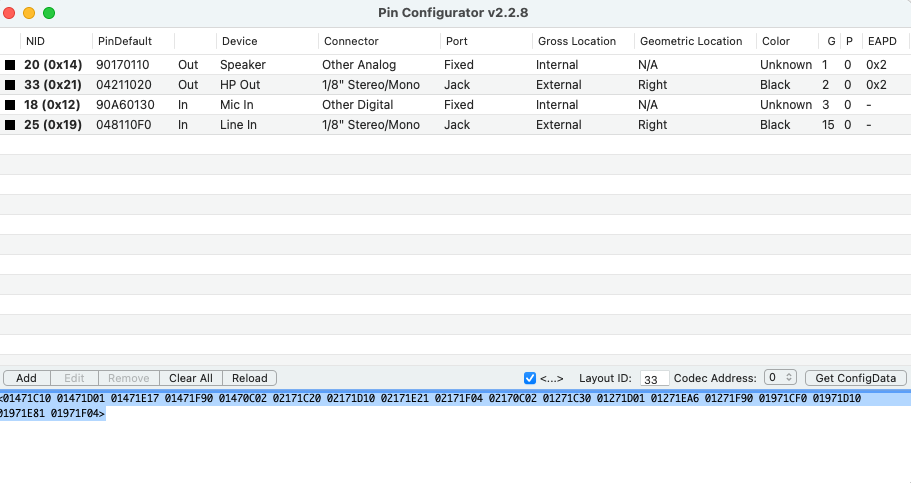 Pin Configurator v2.2.8
NID PinDefault Device Connector Port Gross Location Geometric Location Color G P EAPD
20 (0x14) 90170110 Out Speaker Other Analog Fixed Internal N/A Unknown 1 0 0x2
33 (0x21) 04211020 Out HP Out 1/8" Stereo/Mono Jack External Right Black 2 0 0x2
18 (0x12) 90A60130 In Mic In Other Digital Fixed Internal N/A Unknown 3 0 -
25 (0x19) 048110F0 In Line In 1/8" Stereo/Mono Jack External Right Black 15 0 -
Add Edit Remove Clear All Reload <...> Layout ID: 33 Codec Address: 0 Get ConfigData
<01471C10 01471D01 01471E17 01471F90 01470C02 02171C20 02171D10 02171E21 02171F04 02170C02 01271C30 01271D01 01271EA6 01271F90 01971CF0 01971D10
01971E81 01971F04>